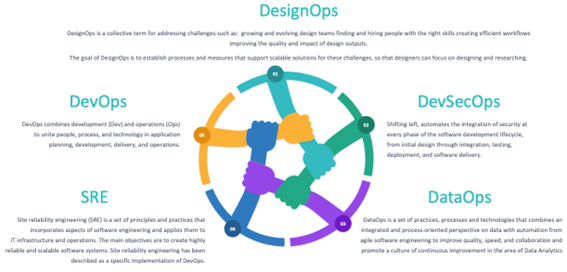 DesignOps
DesignOps is a collective term for addressing challenges such as: growing and evolving design teams finding and hiring people with the right skills creating efficient workflows
improving the quality and impact of design outputs.
The goal of DesignOps is to establish processes and measures that support scalable solutions for these challenges, so that designers can focus on designing and researching.
01
DevOps
DevOps combines development (Dev) and operations (Ops)
to unite people, process, and technology in application
planning, development, delivery, and operations.
05
DevSecOps
Shifting left, automates the integration of security at
every phase of the software development lifecycle,
from initial design through integration, testing,
deployment, and software delivery.
02
SRE
Site reliability engineering (SRE) is a set of principles and practices that
incorporates aspects of software engineering and applies them to
IT infrastructure and operations. The main objectives are to create highly
reliable and scalable software systems. Site reliability engineering has been
described as a specific implementation of DevOps.
04
03
DataOps
DataOps is a set of practices, processes and technologies that combines an
integrated and process-oriented perspective on data with automation from
agile software engineering to improve quality, speed, and collaboration and
promote a culture of continuous improvement in the area of Data Analytics